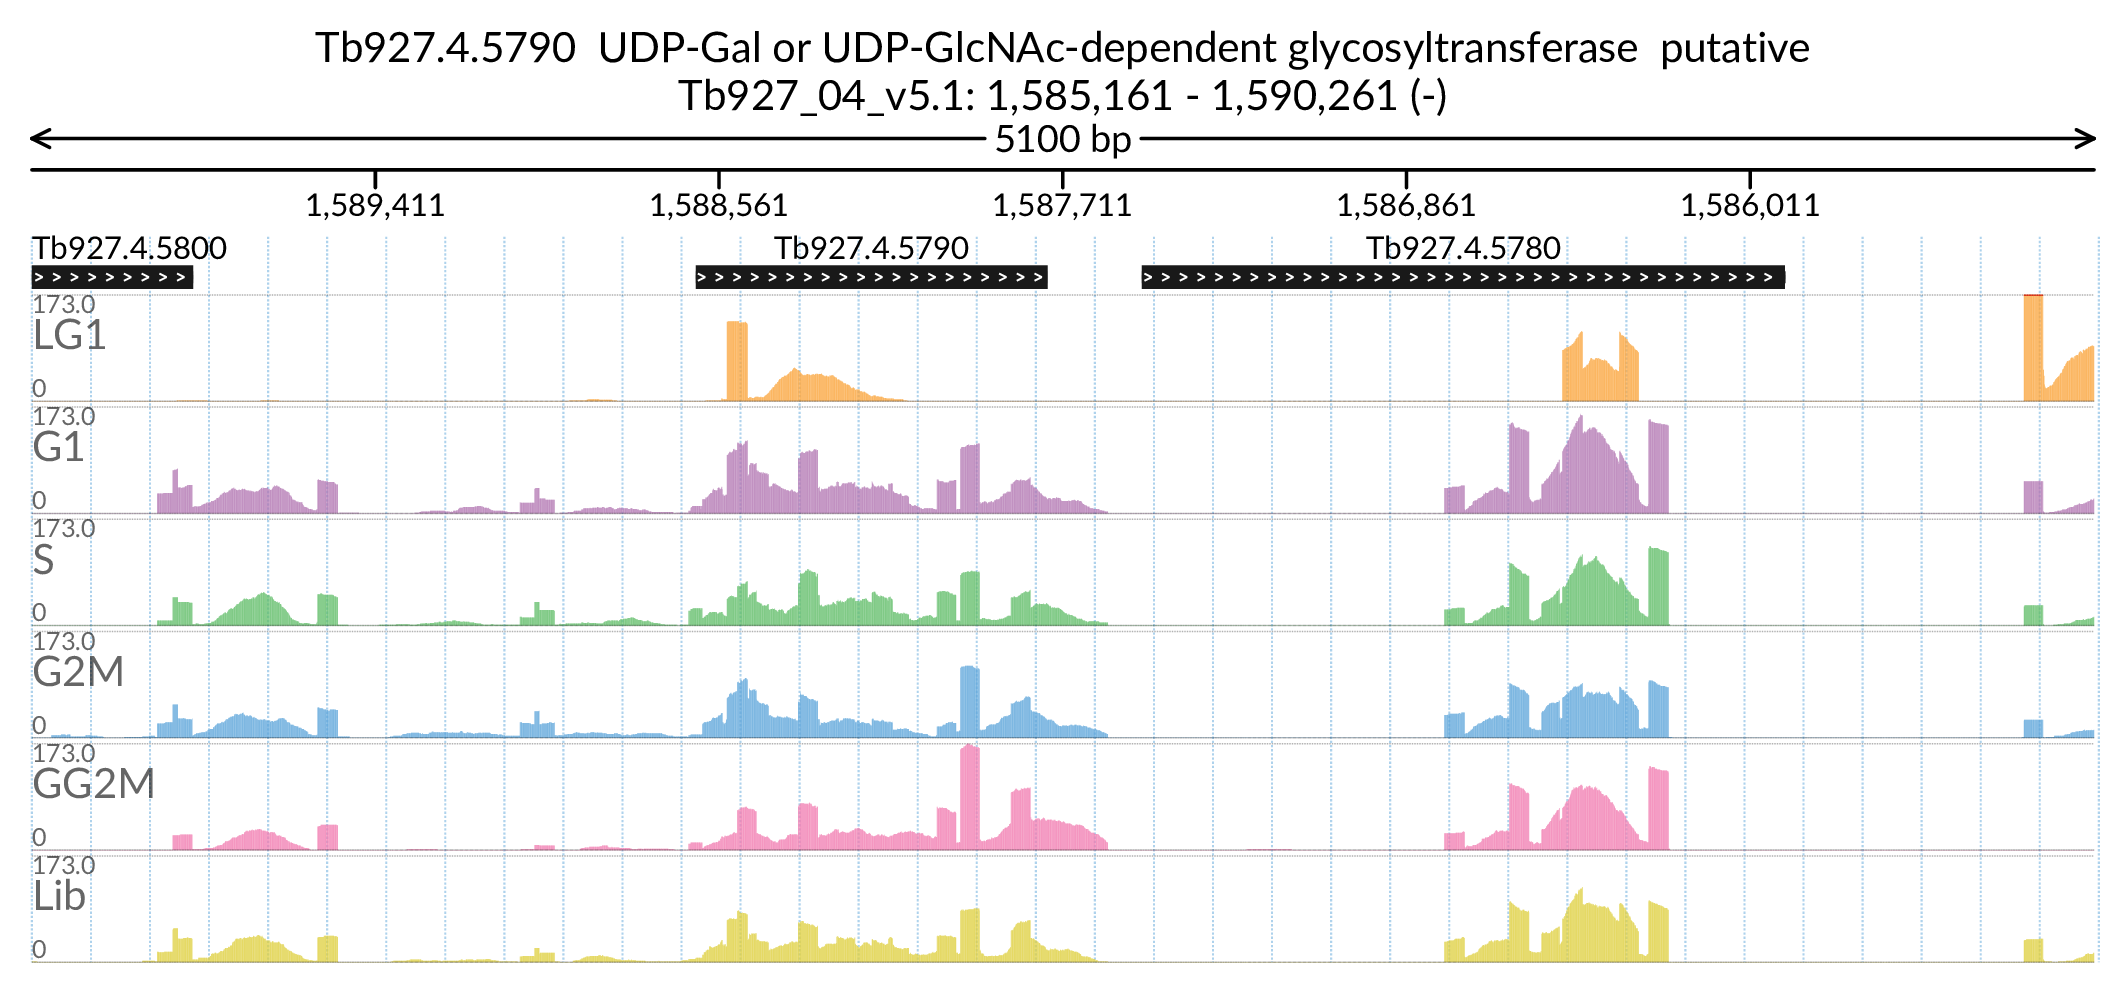 Tb927.4.5790  UDP-Gal or UDP-GlcNAc-dependent glycosyltransferase  putative
Tb927_04_v5.1: 1,585,161 - 1,590,261 (-)
5100 bp
1,589,411 1,588,561 1,587,711 1,586,861 1,586,011
Tb927.4.5800 Tb927.4.5790 Tb927.4.5780
173.0
LG1
0
173.0
G1
0
173.0
S
0
173.0
G2M
0
173.0
GG2M
0
173.0
Lib
0